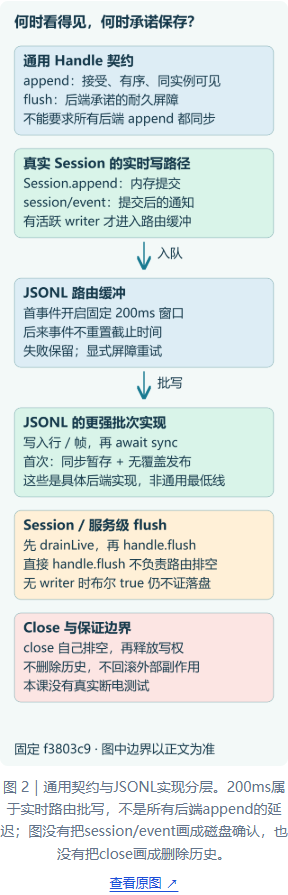 何时看得见，何时承诺保存？
通用 Handle 契约
append：接受、有序、同实例可见
flush：后端承诺的耐久屏障
不能要求所有后端 append 都同步
真实 Session 的实时写路径
Session.append：内存提交
session/event：提交后的通知
有活跃 writer 才进入路由缓冲
入队
JSONL 路由缓冲
首事件开启固定 200ms 窗口
后来事件不重置截止时间
失败保留；显式屏障重试
批写
JSONL 的更强批次实现
写入行 / 帧，再 await sync
首次：同步暂存 + 无覆盖发布
这些是具体后端实现，非通用最低线
Session / 服务级 flush
先 drainLive，再 handle.flush
直接 handle.flush 不负责路由排空
无 writer 时布尔 true 仍不证落盘
Close 与保证边界
close 自己排空，再释放写权
不删除历史，不回滚外部副作用
本课没有真实断电测试
固定 f3803c9 · 图中边界以正文为准
图 2｜通用契约与JSONL实现分层。200ms属
于实时路由批写，不是所有后端append的延
迟；图没有把session/event画成磁盘确认，也
没有把close画成删除历史。
查看原图 ↗